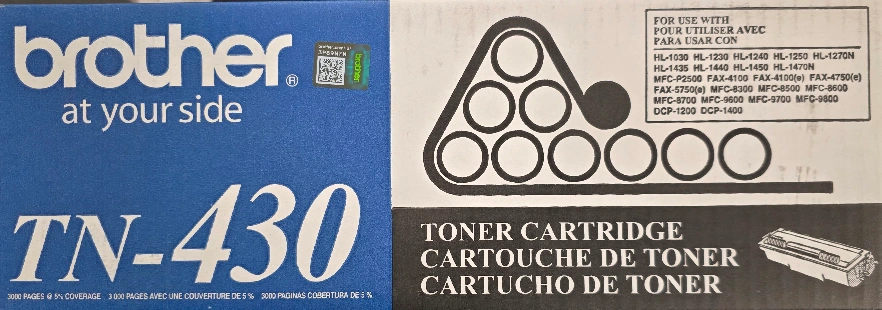 brother®
at your side
brother
TN-430
3000 PAGES @ 5% COVERAGE 3 000 PAGES AVEC UNE COUVERTURE DE 5 % 3000 PAGINAS COBERTURA DE 5 %
FOR USE WITH
POUR UTILISER AVEC
PARA USAR CON
HL-1030 HL-1230 HL-1240 HL-1250 HL-1270N
HL-1435 HL-1440 HL-1450 HL-1470N
MFC-P2500 FAX-4100 FAX-4100(e) FAX-4750(e)
FAX-5750(e) MFC-8300 MFC-8500 MFC-8600
MFC-8700 MFC-9600 MFC-9700 MFC-9800
DCP-1200 DCP-1400
TONER CARTRIDGE
CARTOUCHE DE TONER
CARTUCHO DE TONER